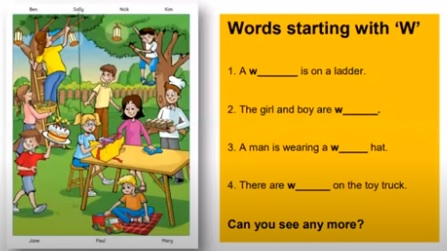 Ben Sally Nick Kim
Jane Paul Mary
Words starting with ‘W’
1. A w_______ is on a ladder.
2. The girl and boy are w______.
3. A man is wearing a w_____ hat.
4. There are w______ on the toy truck.
Can you see any more?